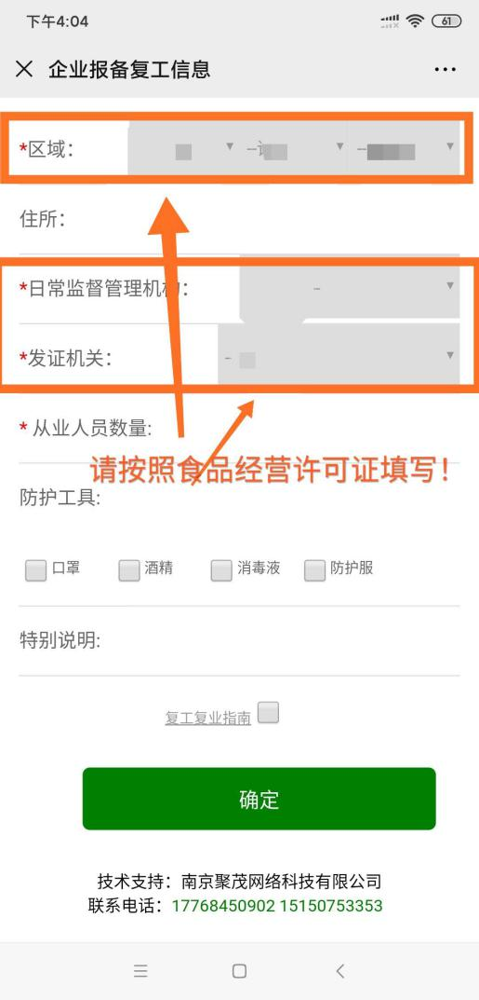 下午4:04
61
企业报备复工信息
*区域：
住所：
*日常监督管理机构：
*发证机关：
* 从业人员数量:
请按照食品经营许可证填写！
防护工具:
口罩 酒精 消毒液 防护服
特别说明:
复工复业指南
确定
技术支持：南京聚茂网络科技有限公司
联系电话：17768450902 15150753353